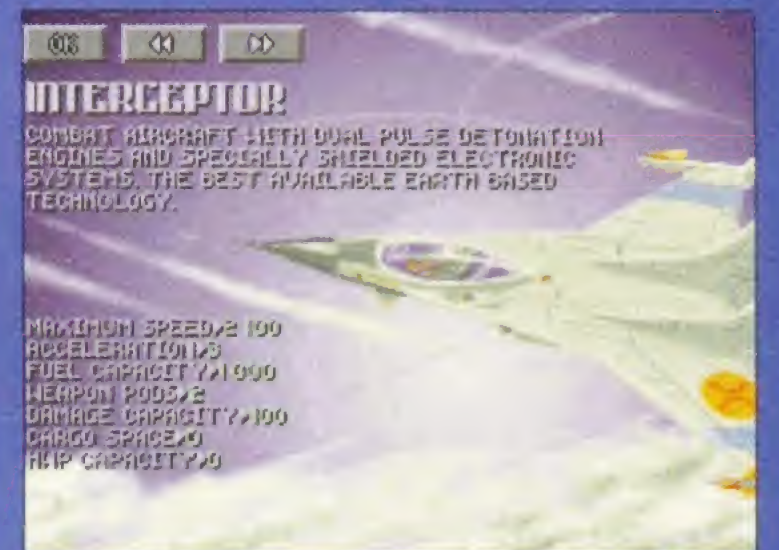 OK
INTERCEPTOR
COMBAT AIRCRAFT WITH DUAL PULSE DETONATION
ENGINES AND SPECIALLY SHIELDED ELECTRONIC
SYSTEMS. THE BEST AVAILABLE EARTH BASED
TECHNOLOGY.
MAXIMUM SPEED>2100
ACCELERATION>3
FUEL CAPACITY>1000
WEAPON PODS>2
DAMAGE CAPACITY>100
CARGO SPACE>0
HWP CAPACITY>0